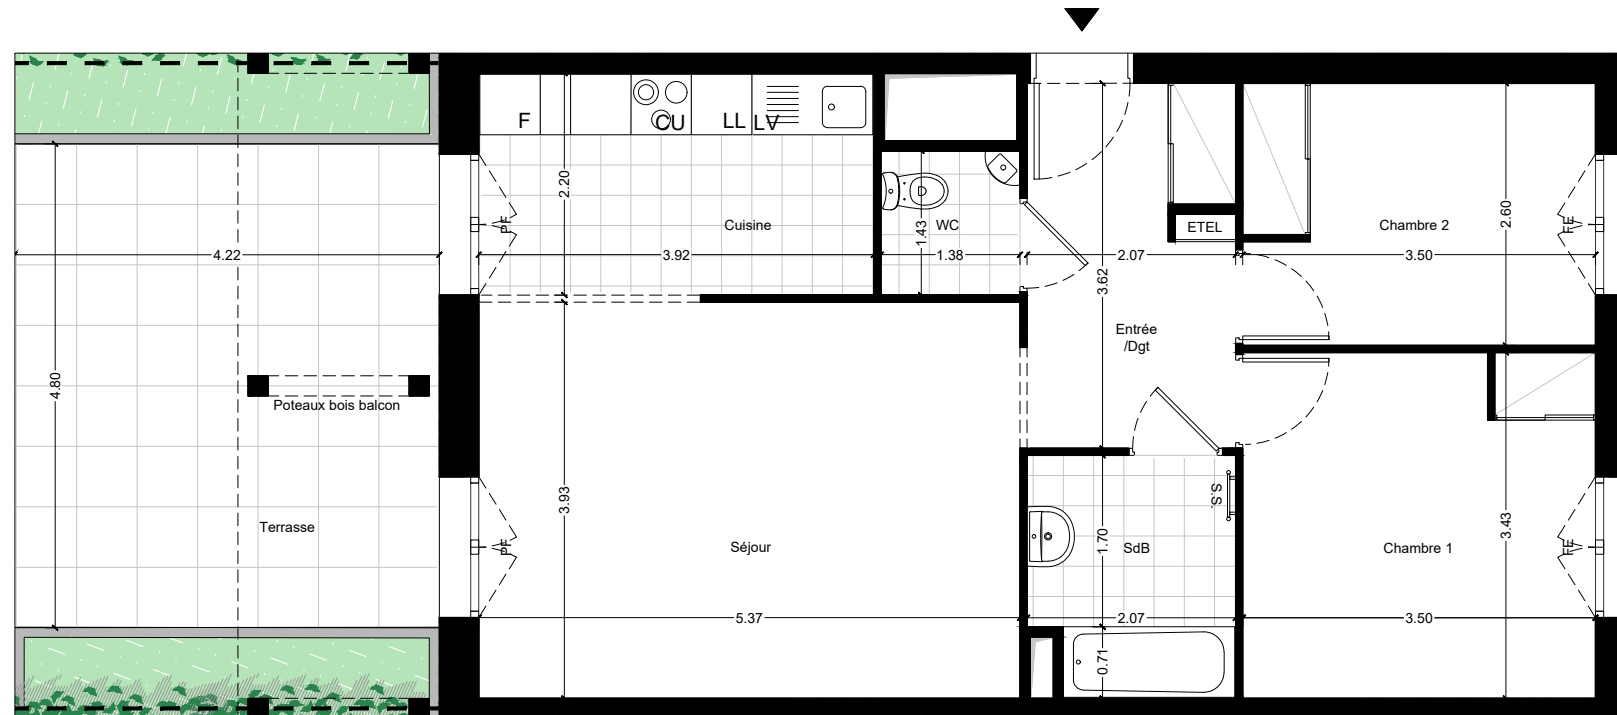 F
CU
LL
LV
2.20
Cuisine
PF
3.92
WC
1.43
1.38
ETEL
2.07
3.62
Entrée
/Dgt
Chambre 2
2.60
FE
3.50
4.22
4.80
Poteaux bois balcon
Terrasse
PF
3.93
Séjour
5.37
S.S.
1.70
SdB
2.07
0.71
Chambre 1
3.43
FE
3.50